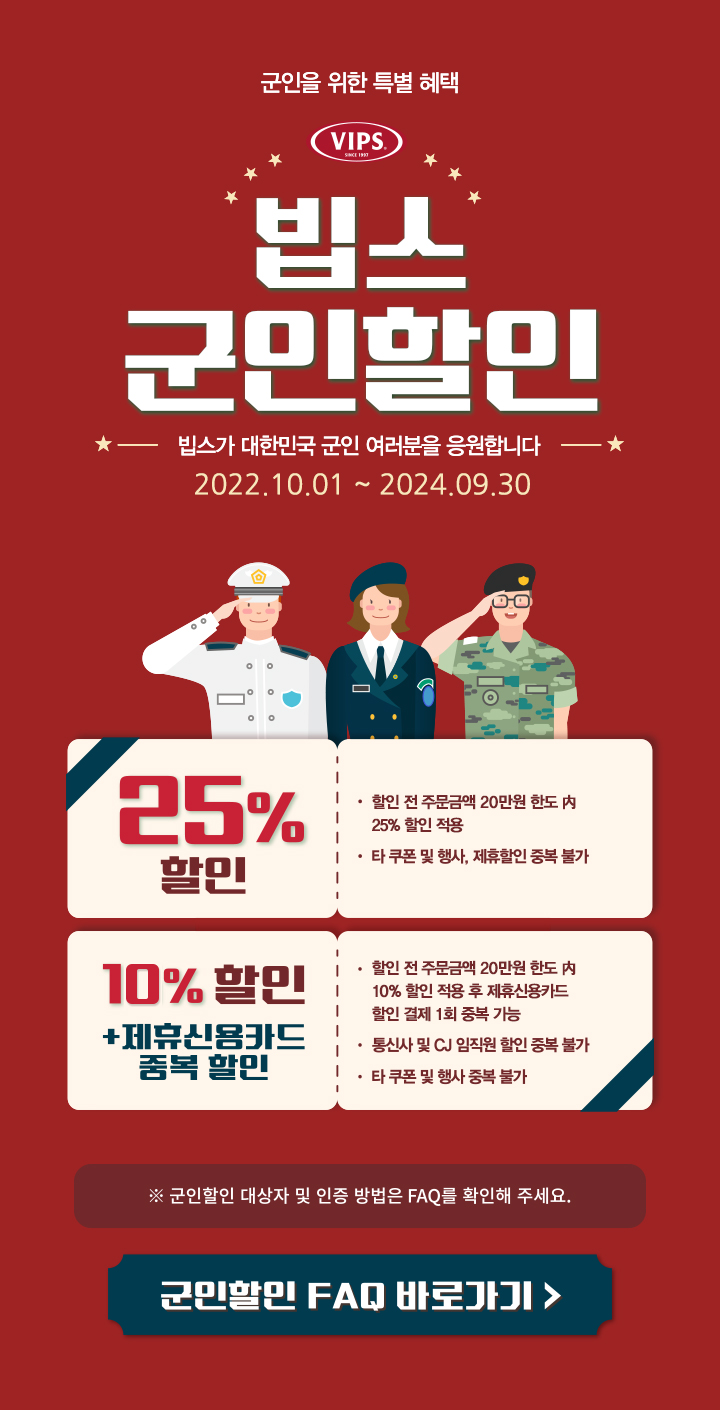 군인을 위한 특별 혜택
VIPS
SINCE 1997
빕스
군인할인
빕스가 대한민국 군인 여러분을 응원합니다
2022.10.01 ~ 2024.09.30
25%
할인
• 할인 전 주문금액 20만원 한도 內
25% 할인 적용
• 타 쿠폰 및 행사, 제휴할인 중복 불가
10% 할인
+제휴신용카드
중복 할인
• 할인 전 주문금액 20만원 한도 內
10% 할인 적용 후 제휴신용카드
할인 결제 1회 중복 가능
• 통신사 및 CJ 임직원 할인 중복 불가
• 타 쿠폰 및 행사 중복 불가
※ 군인할인 대상자 및 인증 방법은 FAQ를 확인해 주세요.
군인할인 FAQ 바로가기 >